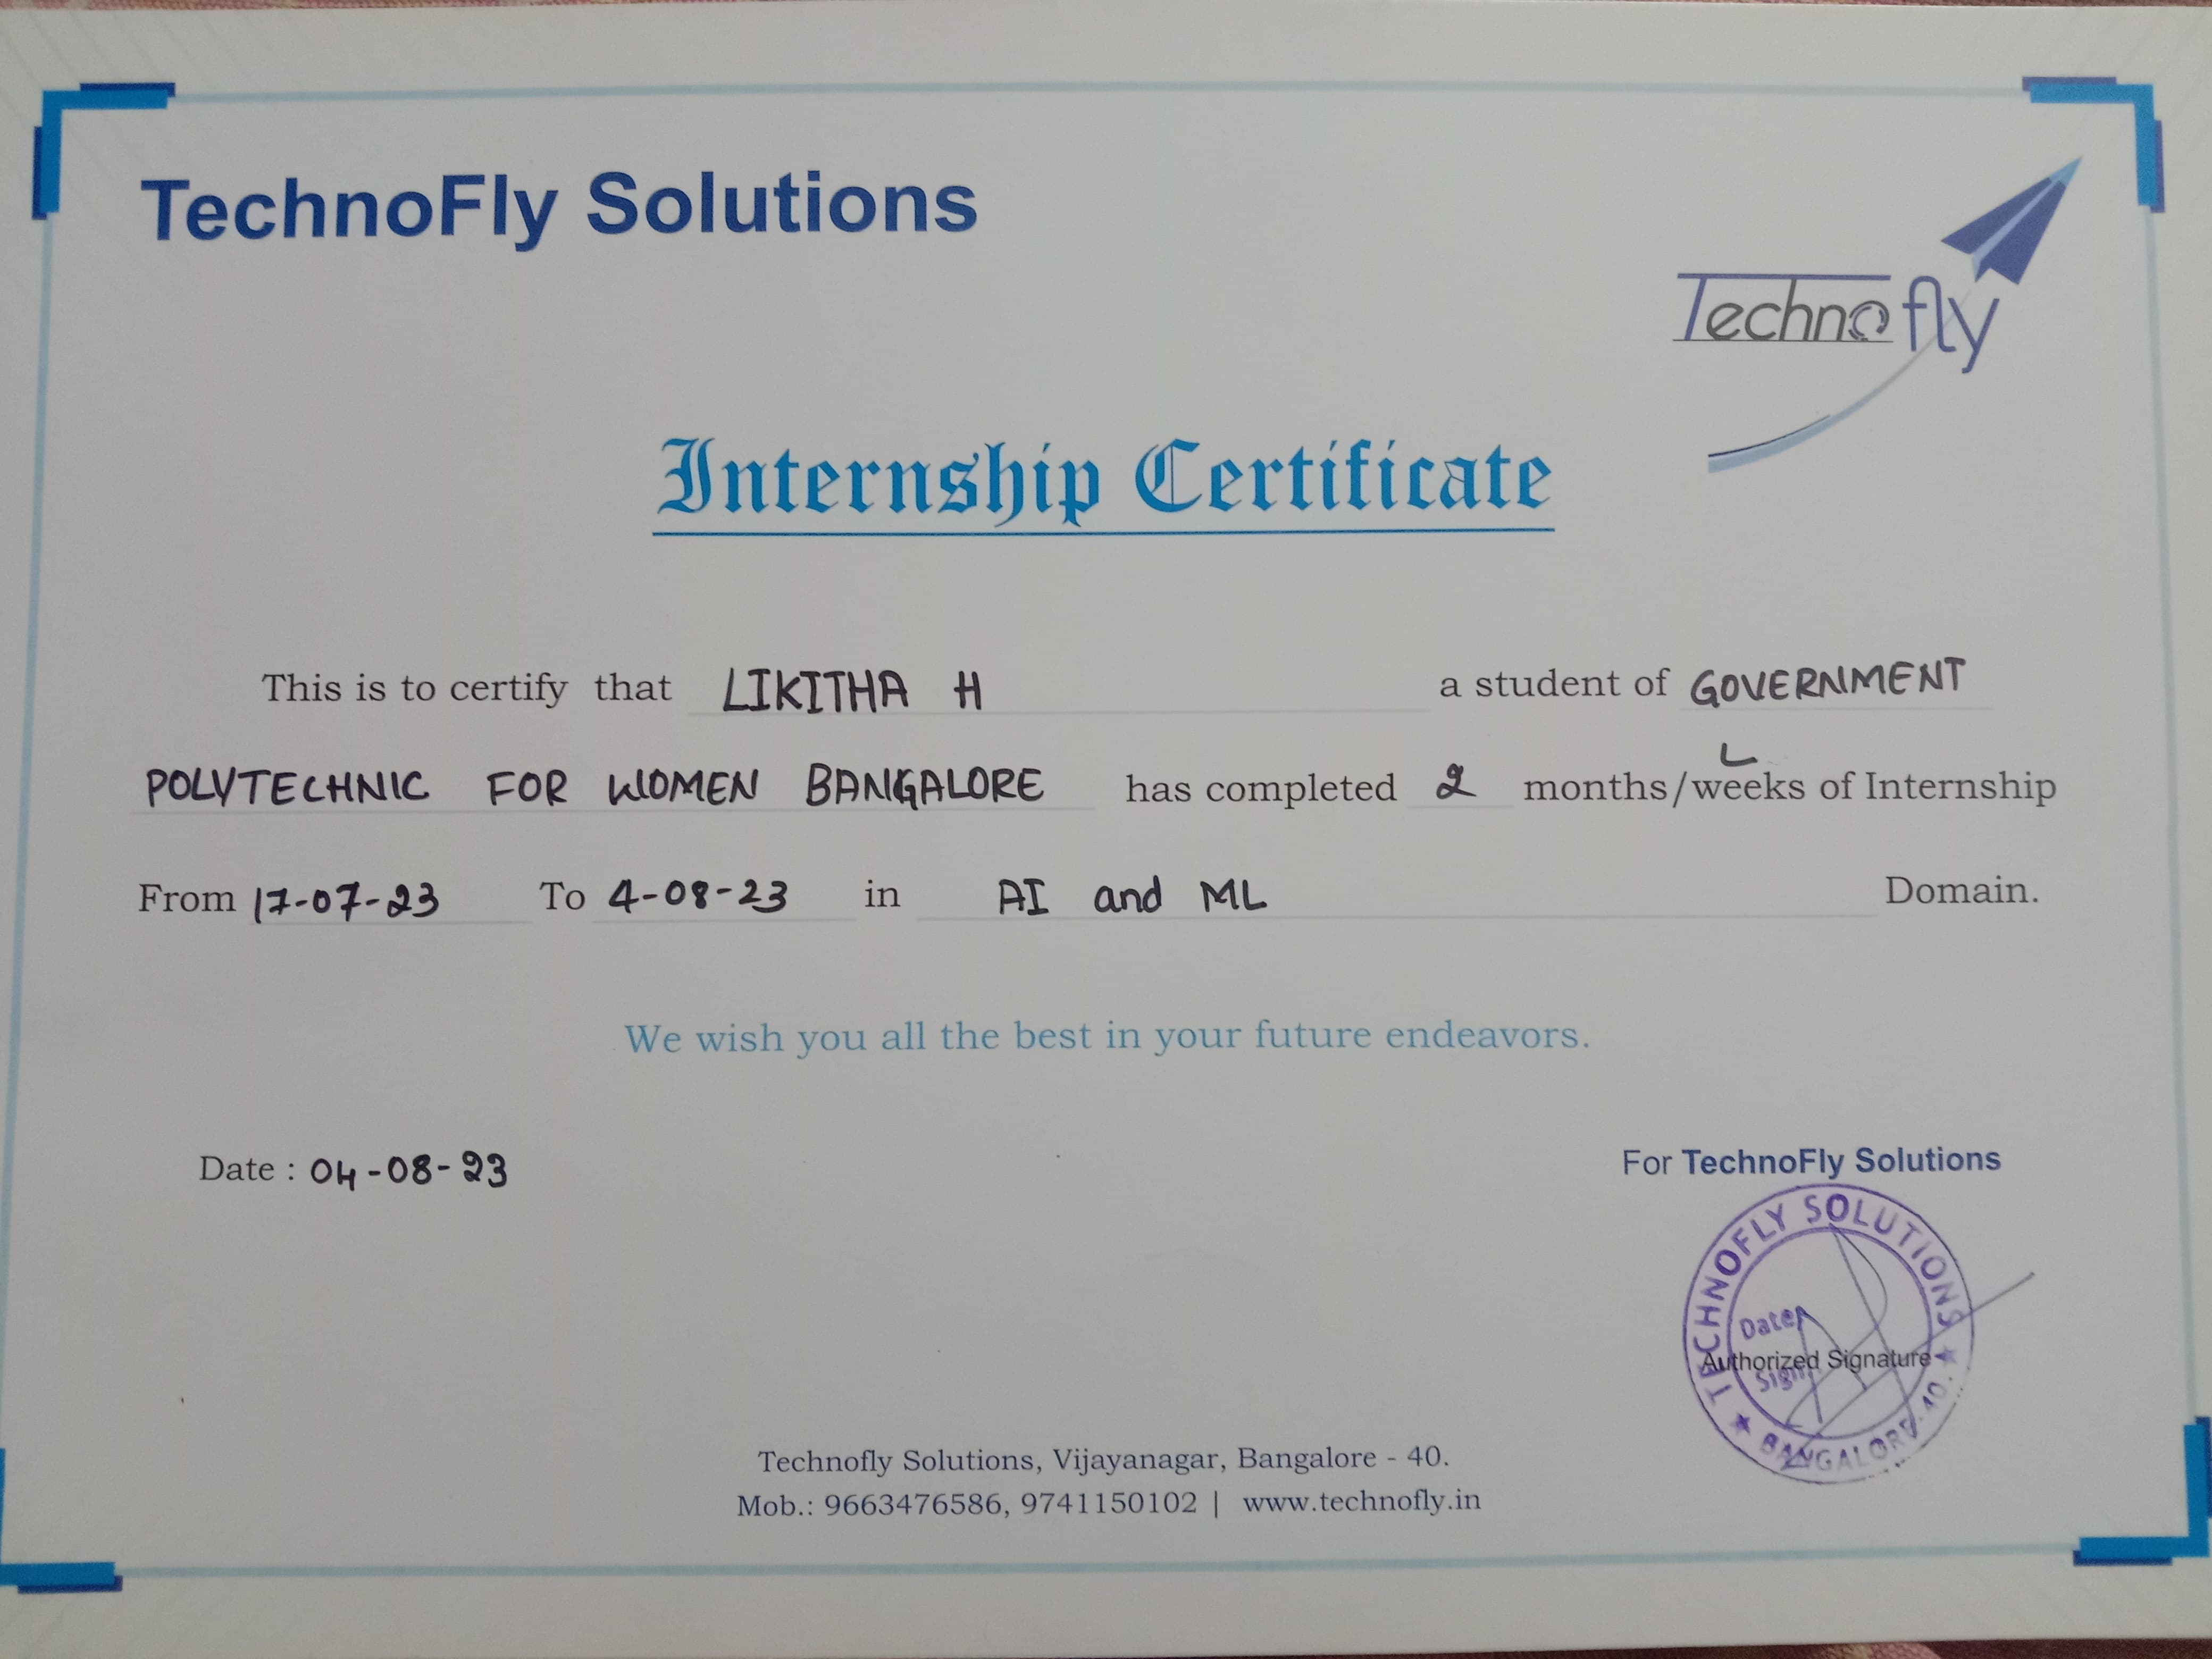 TechnoFly Solutions
Technofly
Internship Certificate
This is to certify that LIKITHA H a student of GOVERNMENT
POLYTECHNIC FOR WOMEN BANGALORE has completed 2 months/weeks of Internship
From 17-07-23 To 4-08-23 in AI and ML Domain.
We wish you all the best in your future endeavors.
Date : 04-08-23
For TechnoFly Solutions
TECHNOFLY SOLUTIONS
Date
Authorized Signature
Sign
★ BANGALORE - 40. ★
Technofly Solutions, Vijayanagar, Bangalore - 40.
Mob.: 9663476586, 9741150102 | www.technofly.in